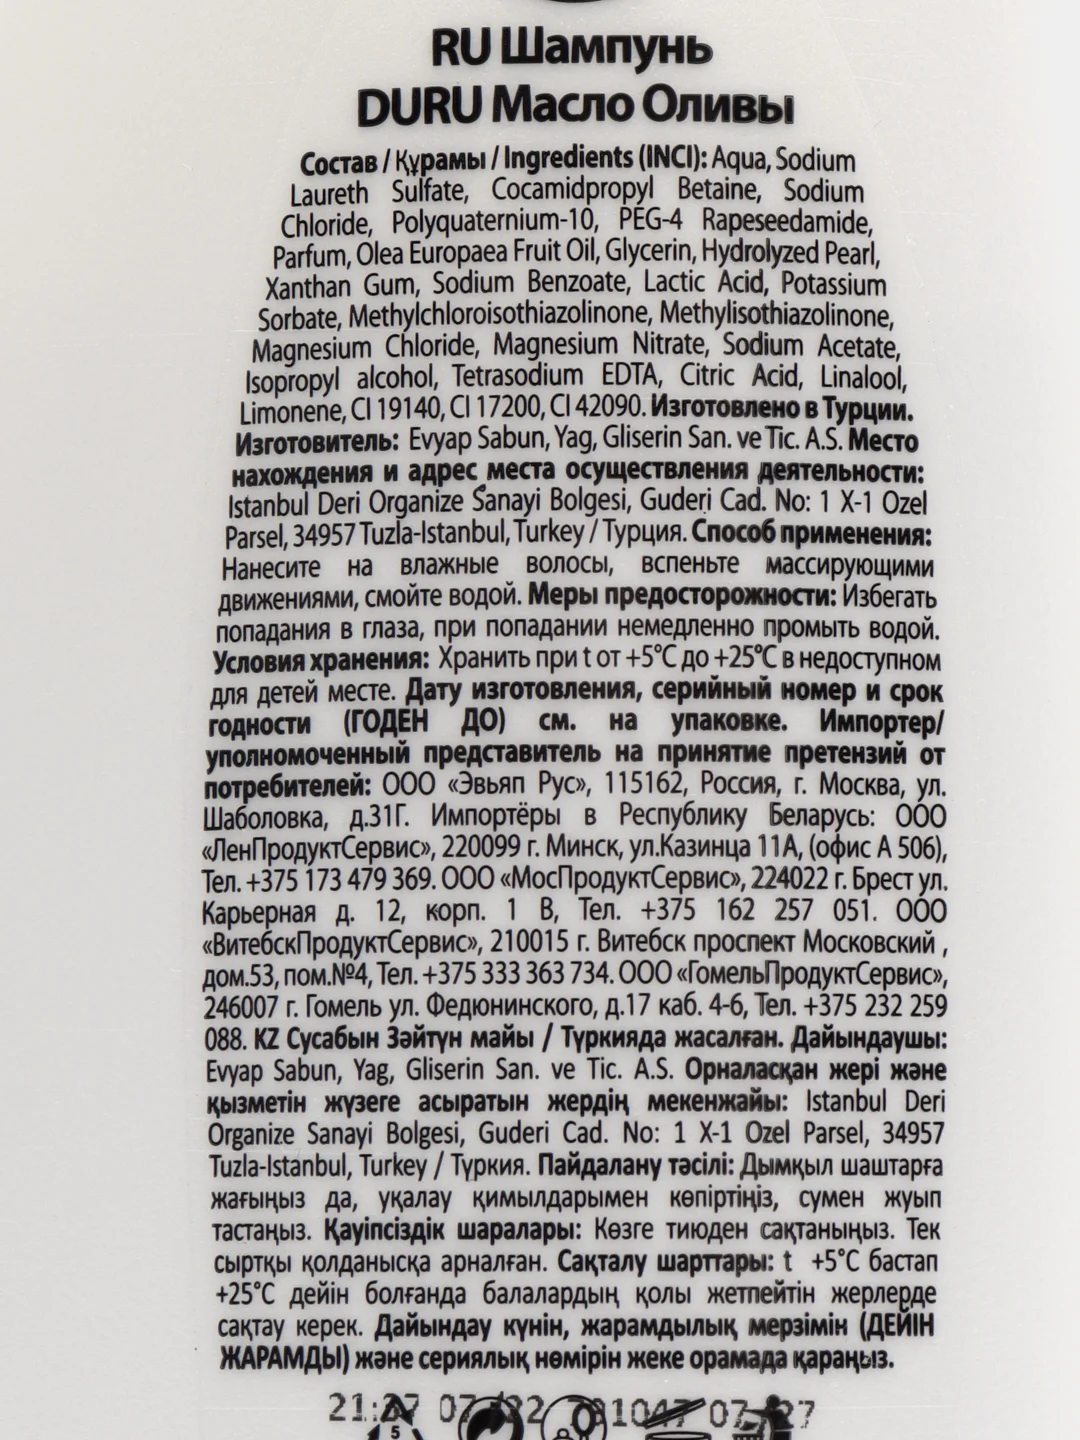 RU Шампунь
DURU Масло Оливы
Состав / Құрамы / Ingredients (INCI): Aqua, Sodium
Laureth Sulfate, Cocamidpropyl Betaine, Sodium
Chloride, Polyquaternium-10, PEG-4 Rapeseedamide,
Parfum, Olea Europaea Fruit Oil, Glycerin, Hydrolyzed Pearl,
Xanthan Gum, Sodium Benzoate, Lactic Acid, Potassium
Sorbate, Methylchloroisothiazolinone, Methylisothiazolinone,
Magnesium Chloride, Magnesium Nitrate, Sodium Acetate,
Isopropyl alcohol, Tetrasodium EDTA, Citric Acid, Linalool,
Limonene, CI 19140, CI 17200, CI 42090. Изготовлено в Турции.
Изготовитель: Evyap Sabun, Yag, Gliserin San. ve Tic. A.S. Место
нахождения и адрес места осуществления деятельности:
Istanbul Deri Organize Sanayi Bolgesi, Guderi Cad. No: 1 X-1 Ozel
Parsel, 34957 Tuzla-Istanbul, Turkey / Турция. Способ применения:
Нанесите на влажные волосы, вспеньте массирующими
движениями, смойте водой. Меры предосторожности: Избегать
попадания в глаза, при попадании немедленно промыть водой.
Условия хранения: Хранить при t от +5°С до +25°С в недоступном
для детей месте. Дату изготовления, серийный номер и срок
годности (ГОДЕН ДО) см. на упаковке. Импортер/
уполномоченный представитель на принятие претензий от
потребителей: ООО «Эвьяп Рус», 115162, Россия, г. Москва, ул.
Шаболовка, д.31Г. Импортёры в Республику Беларусь: ООО
«ЛенПродуктСервис», 220099 г. Минск, ул.Казинца 11А, (офис А 506),
Тел. +375 173 479 369. ООО «МосПродуктСервис», 224022 г. Брест ул.
Карьерная д. 12, корп. 1 В, Тел. +375 162 257 051. ООО
«ВитебскПродуктСервис», 210015 г. Витебск проспект Московский ,
дом.53, пом.№4, Тел. +375 333 363 734. ООО «ГомельПродуктСервис»,
246007 г. Гомель ул. Федюнинского, д.17 каб. 4-6, Тел. +375 232 259
088. KZ Сусабын Зәйтүн майы / Түркияда жасалған. Дайындаушы:
Evyap Sabun, Yag, Gliserin San. ve Tic. A.S. Орналасқан жері және
қызметін жүзеге асыратын жердің мекенжайы: Istanbul Deri
Organize Sanayi Bolgesi, Guderi Cad. No: 1 X-1 Ozel Parsel, 34957
Tuzla-Istanbul, Turkey / Түркия. Пайдалану тәсілі: Дымқыл шаштарға
жағыңыз да, уқалау қимылдарымен көпіртіңіз, сумен жуып
тастаңыз. Қауіпсіздік шаралары: Көзге тиюден сақтаныңыз. Тек
сыртқы қолданысқа арналған. Сақталу шарттары: t +5°С бастап
+25°С дейін болғанда балалардың қолы жетпейтін жерлерде
сақтау керек. Дайындау күнін, жарамдылық мерзімін (ДЕЙІН
ЖАРАМДЫ) және сериялық нөмірін жеке орамада қараңыз.
5